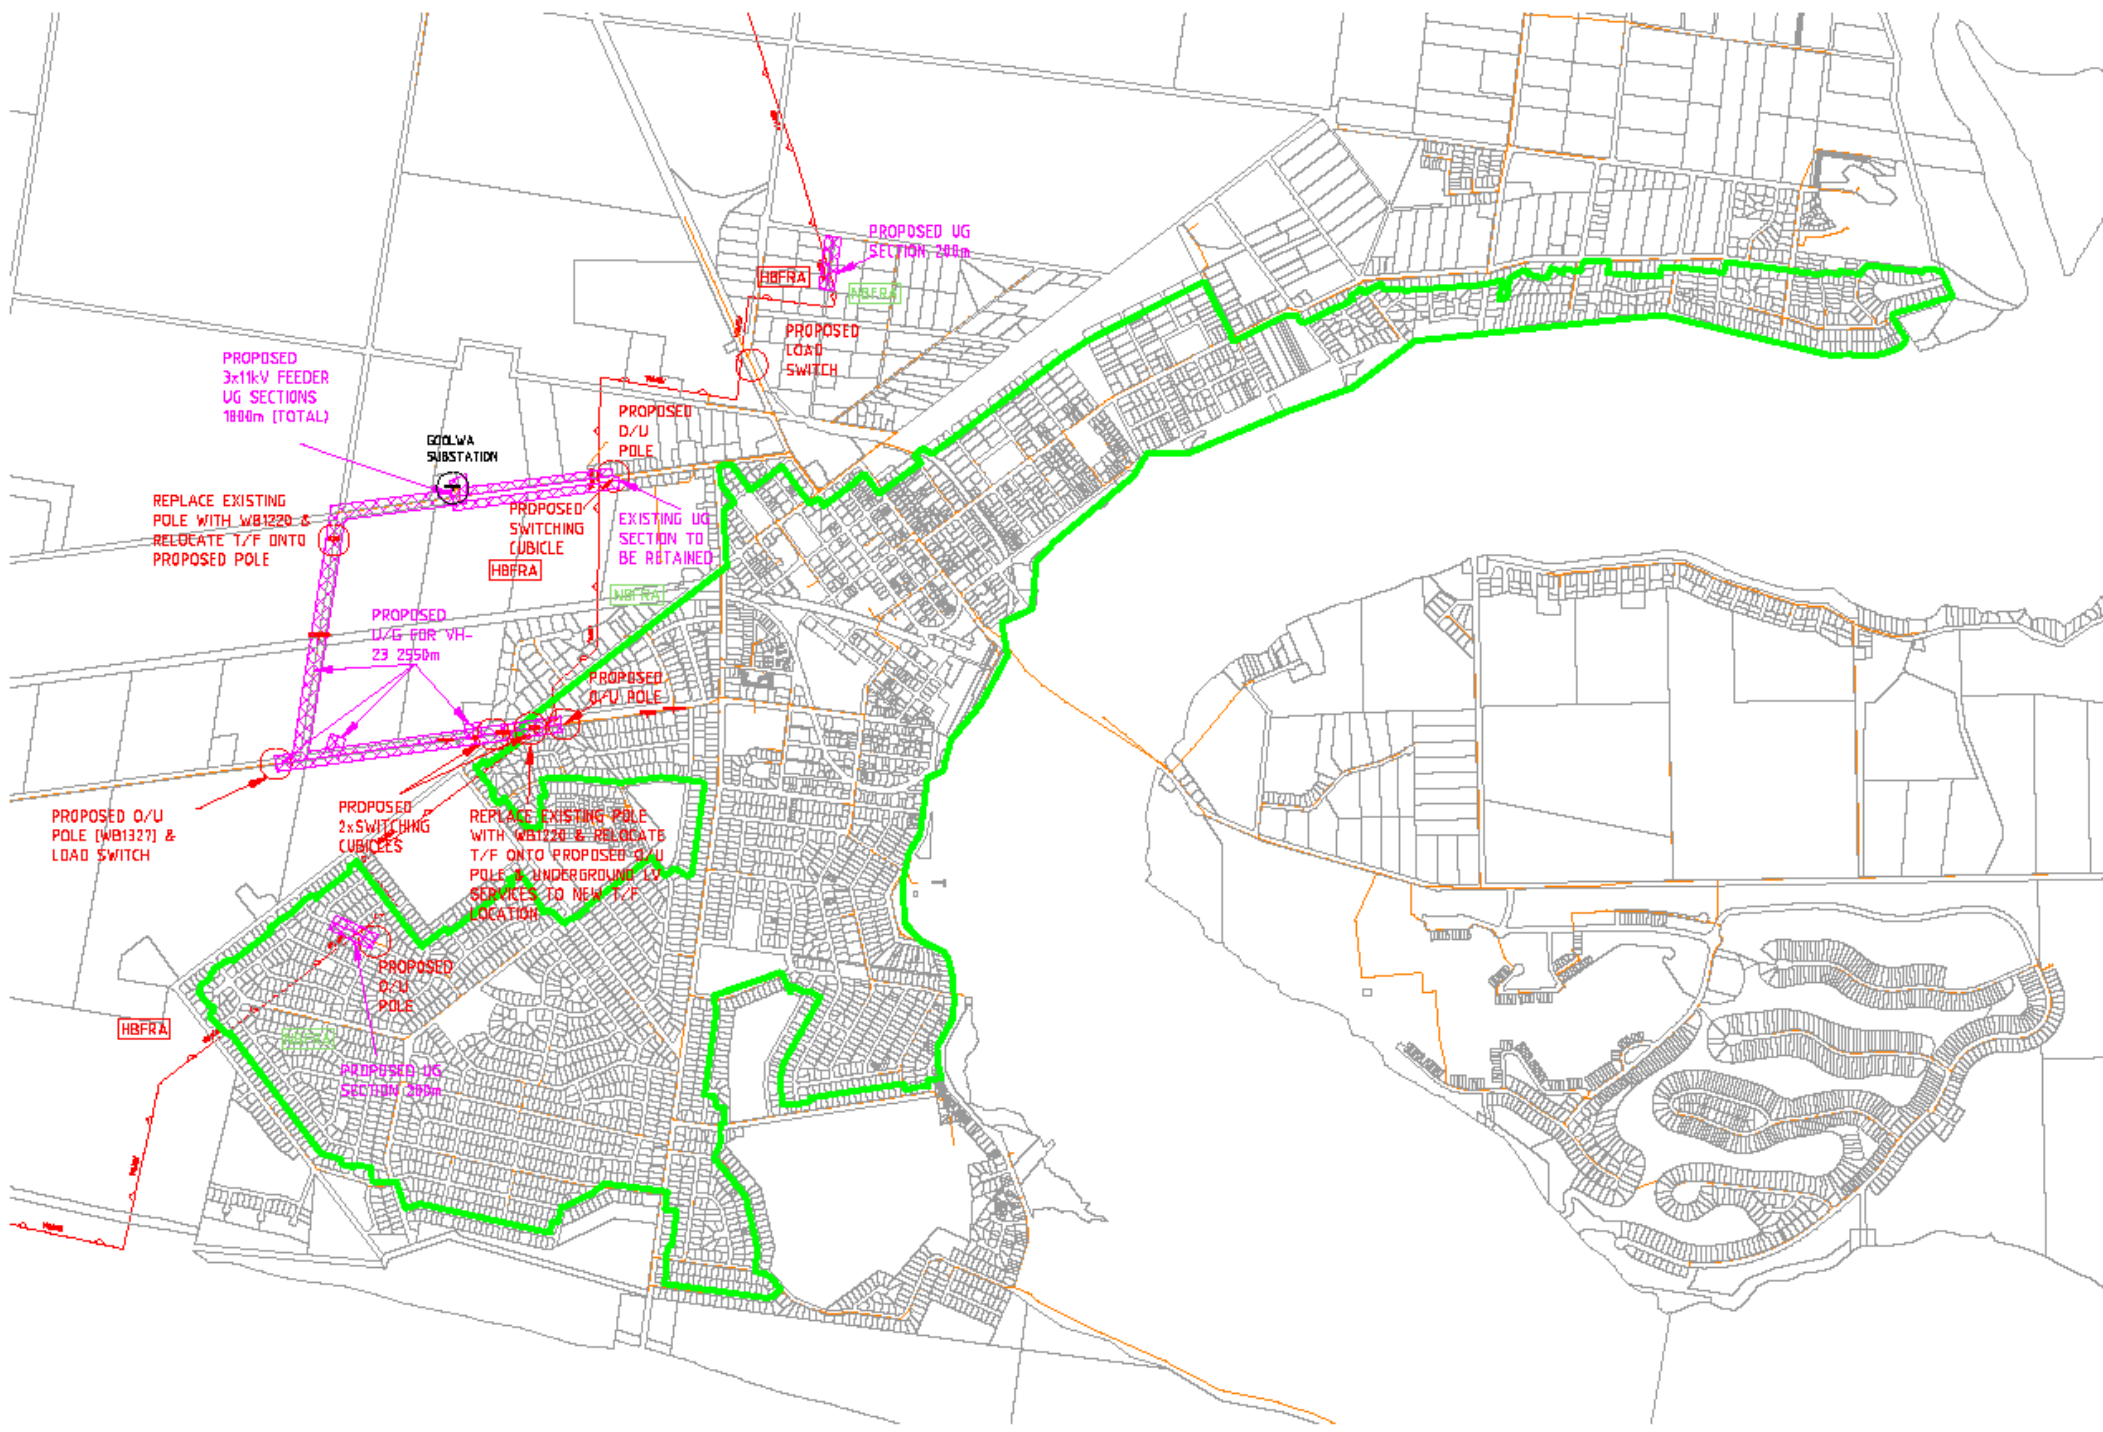 PROPOSED UG
SECTION 200m
HBFRA
NBFRA
PROPOSED
LOAD
SWITCH
PROPOSED
3x11kV FEEDER
UG SECTIONS
1800m (TOTAL)
PROPOSED
O/U
POLE
GOOLWA
SUBSTATION
REPLACE EXISTING
POLE WITH WB1220 &
RELOCATE T/F ONTO
PROPOSED POLE
PROPOSED
SWITCHING
CUBICLE
EXISTING UG
SECTION TO
BE RETAINED
HBFRA
NBFRA
PROPOSED
U/G FOR VH-
23 2550m
PROPOSED
O/U POLE
PROPOSED O/U
POLE (WB1327) &
LOAD SWITCH
PROPOSED
2xSWITCHING
CUBICLES
REPLACE EXISTING POLE
WITH WB1220 & RELOCATE
T/F ONTO PROPOSED O/U
POLE & UNDERGROUND LV
SERVICES TO NEW T/F
LOCATION
PROPOSED
O/U
POLE
HBFRA
NBFRA
PROPOSED UG
SECTION 200m